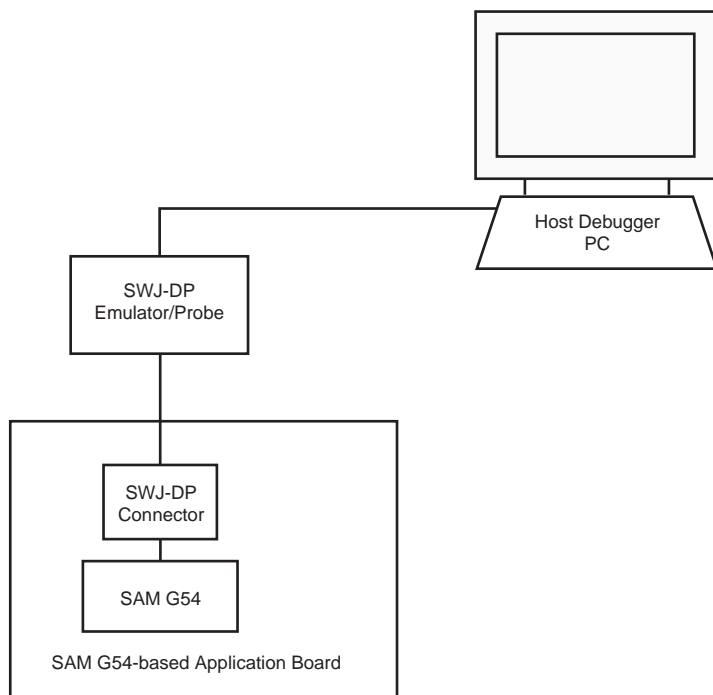 Host Debugger
PC
SWJ-DP
Emulator/Probe
SWJ-DP
Connector
SAM G54
SAM G54-based Application Board